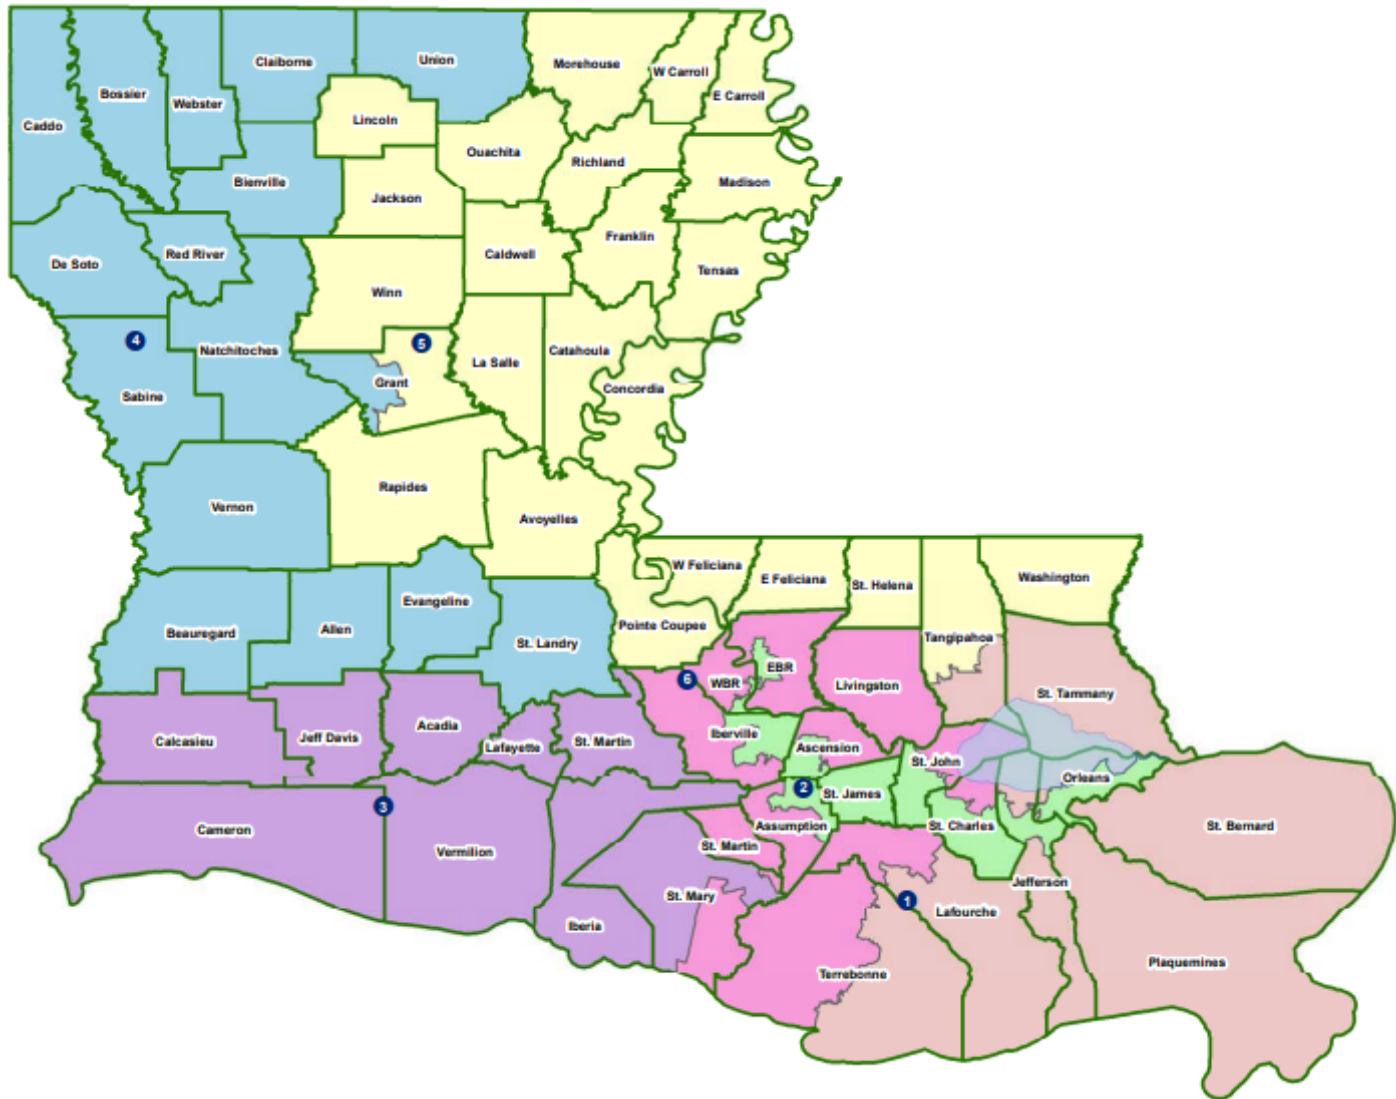 Claiborne
Union
Morehouse
W Carroll
E Carroll
Bossier
Webster
Caddo
Lincoln
Ouachita
Richland
Madison
Bienville
Jackson
Franklin
Caldwell
Red River
De Soto
Tensas
Winn
4
5
Natchitoches
La Salle
Catahoula
Grant
Concordia
Sabine
Rapides
Vernon
Avoyelles
W Feliciana
E Feliciana
St. Helena
Washington
Evangeline
Beauregard
Allen
St. Landry
Pointe Coupee
Tangipahoa
EBR
6
WBR
Livingston
St. Tammany
Acadia
Calcasieu
Jeff Davis
Lafayette
St. Martin
Iberville
Ascension
St. John
Orleans
2
St. James
3
Cameron
Vermilion
Assumption
St. Charles
St. Bernard
St. Martin
Jefferson
St. Mary
1
Lafourche
Iberia
Terrebonne
Plaquemines